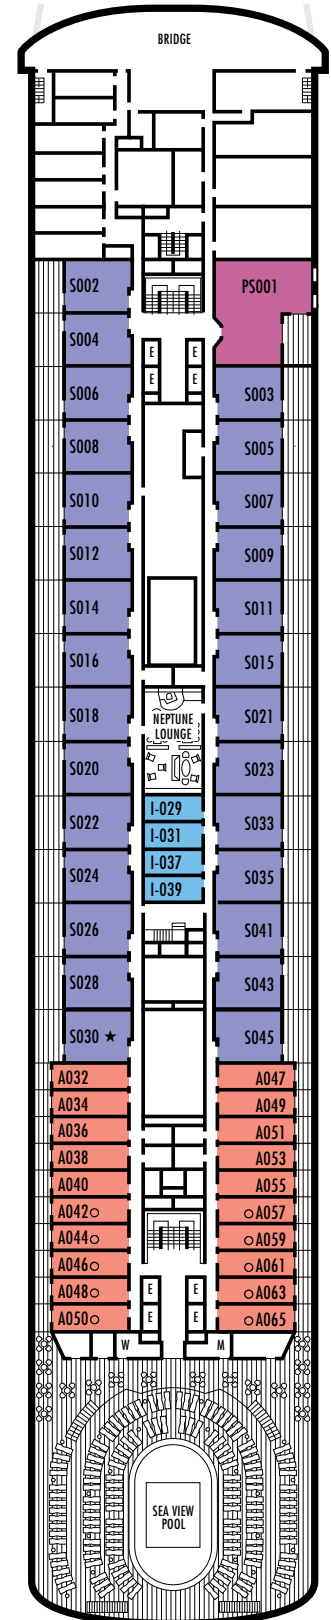 BRIDGE
S002
PS001
S004
E
E
E
E
S006
S003
S008
S005
S010
S007
S012
S009
S014
S011
S016
S015
S018
NEPTUNE
LOUNGE
S021
S020
S023
S022
I-029
I-031
S033
S024
I-037
I-039
S035
S026
S041
S028
S043
S030 ★
S045
A032
A047
A034
A049
A036
A051
A038
A053
A040
A055
A042○
○A057
A044○
○A059
A046○
○A061
A048○
E
E
○A063
A050○
E
E
○A065
W
M
SEA VIEW
POOL